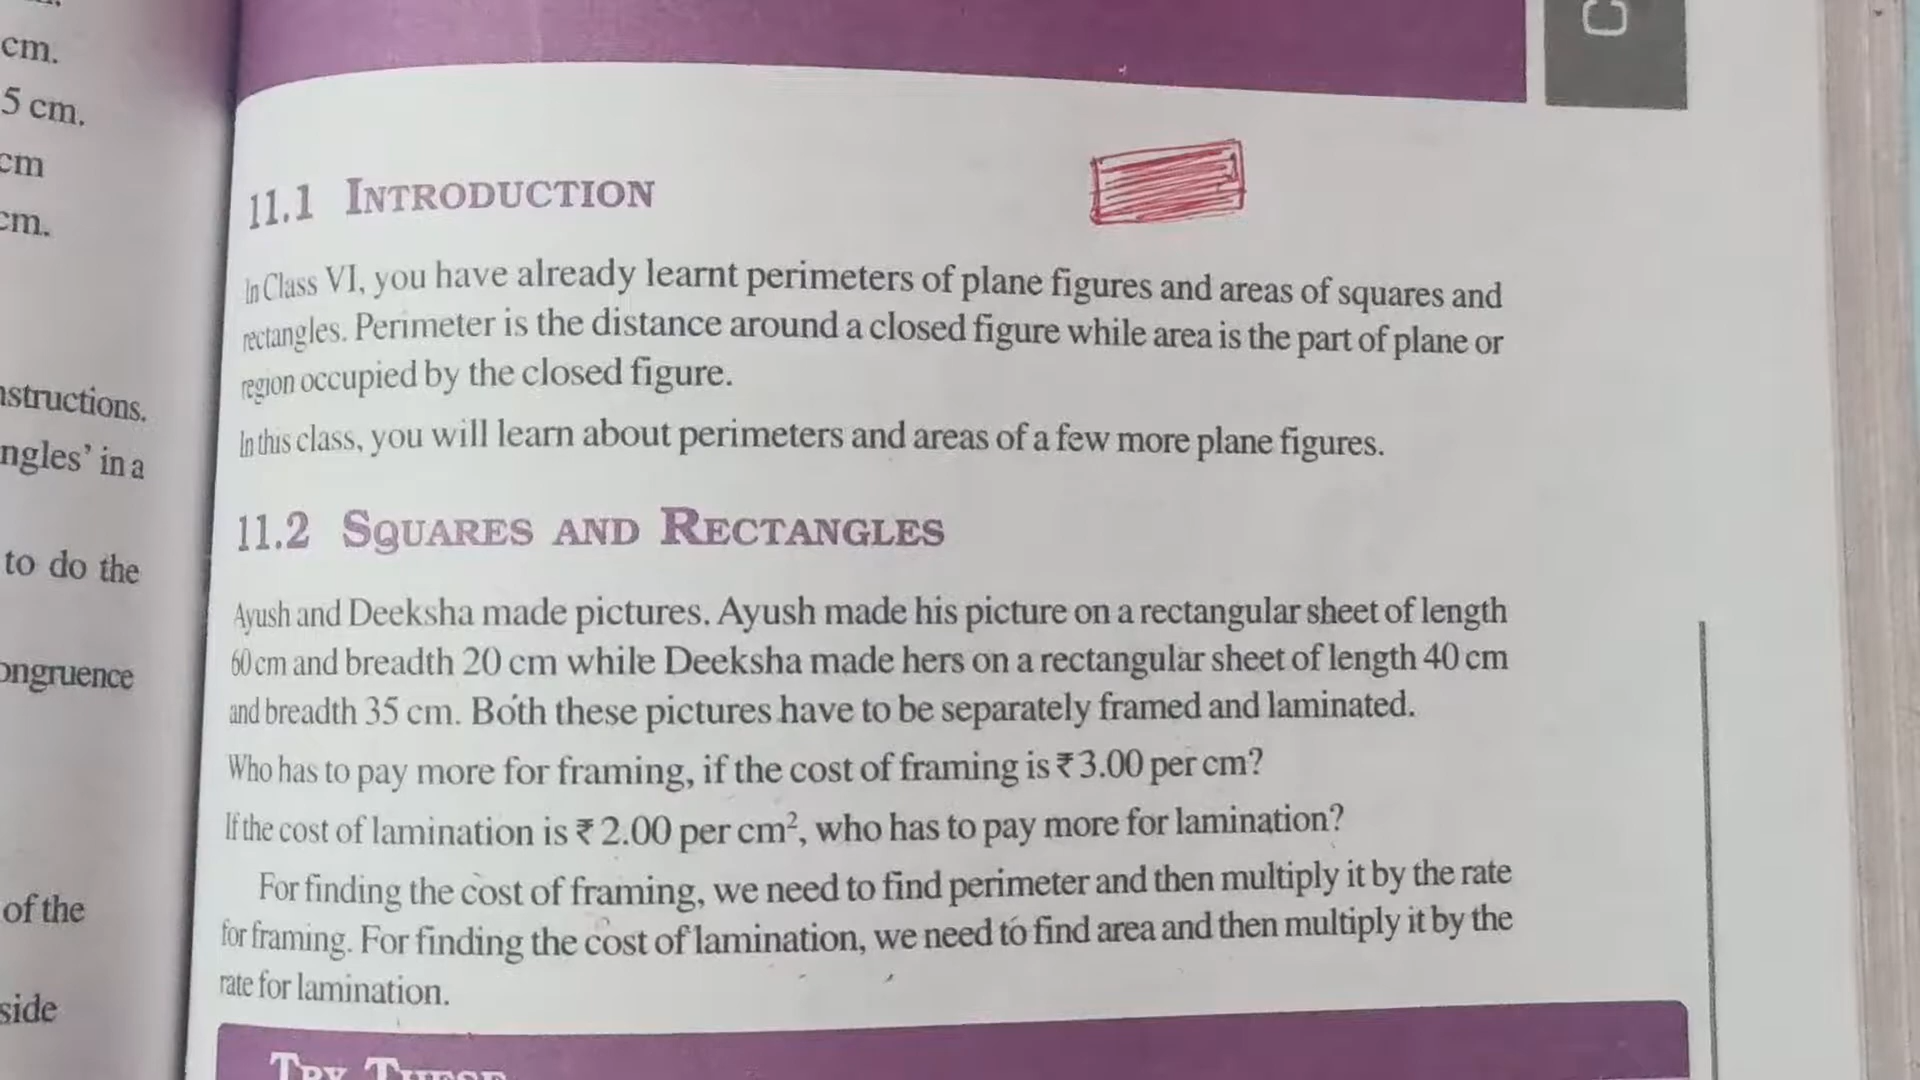 cm.
5 cm.
cm
cm.
ngles' in a
to do the
of the
side
C
11.1 INTRODUCTION
In Class VI, you have already learnt perimeters of plane figures and areas of squares and
rectangles. Perimeter is the distance around a closed figure while area is the part of plane or
region occupied by the closed figure.
In this class, you will learn about perimeters and areas of a few more plane figures.
11.2 SQUARES AND RECTANGLES
Ayush and Deeksha made pictures. Ayush made his picture on a rectangular sheet of length
60 cm and breadth 20 cm while Deeksha made hers on a rectangular sheet of length 40 cm
and breadth 35 cm. Both these pictures have to be separately framed and laminated.
Who has to pay more for framing, if the cost of framing is ₹ 3.00 per cm?
If the cost of lamination is ₹ 2.00 per cm², who has to pay more for lamination?
For finding the cost of framing, we need to find perimeter and then multiply it by the rate
for framing. For finding the cost of lamination, we need to find area and then multiply it by the
rate for lamination.
TRY THESE